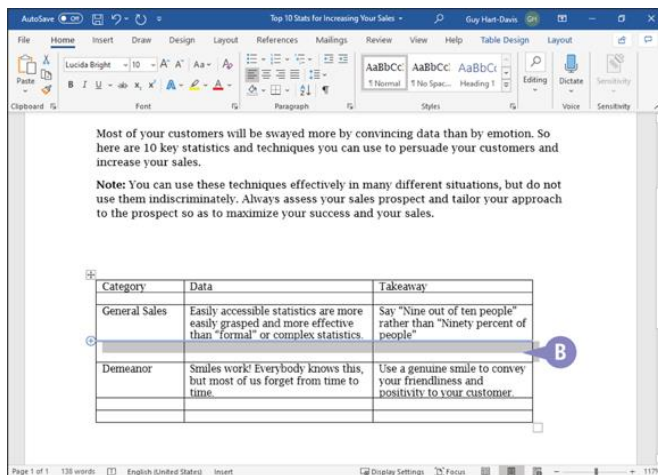 AutoSave Off
Top 10 Stats for Increasing Your Sales
Guy Hart-Davis GH
File Home Insert Draw Design Layout References Mailings Review View Help Table Design Layout
Lucida Bright 10 A A Aa A
Paste B I U ab x, x² A A
AaBbCc AaBbCc AaBbCc
¶ Normal ¶ No Spac... Heading 1
Editing Dictate Sensitivity
Clipboard Font Paragraph Styles Voice Sensitivity
Most of your customers will be swayed more by convincing data than by emotion. So
here are 10 key statistics and techniques you can use to persuade your customers and
increase your sales.
Note: You can use these techniques effectively in many different situations, but do not
use them indiscriminately. Always assess your sales prospect and tailor your approach
to the prospect so as to maximize your success and your sales.
Category Data Takeaway
General Sales Easily accessible statistics are more Say "Nine out of ten people"
easily grasped and more effective rather than "Ninety percent of
than "formal" or complex statistics. people"
B
Demeanor Smiles work! Everybody knows this, Use a genuine smile to convey
but most of us forget from time to your friendliness and
time. positivity to your customer.
Page 1 of 1 138 words English (United States) Insert Display Settings Focus 117%